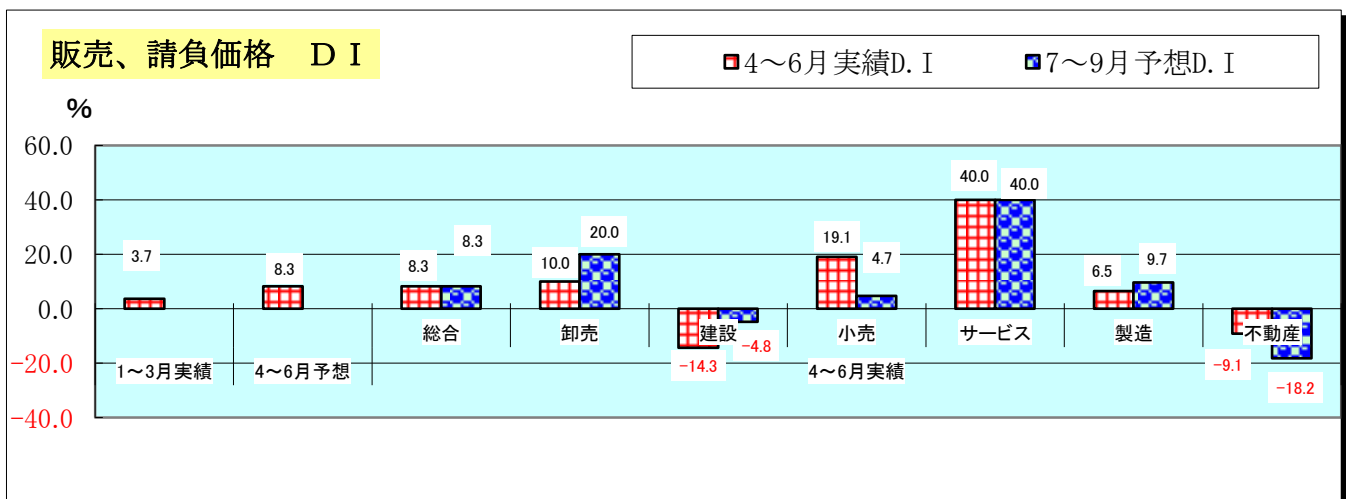 販売、請負価格　ＤＩ
4～6月実績D.I
7～9月予想D.I
%
60.0
40.0
20.0
0.0
-20.0
-40.0
3.7
8.3
8.3
8.3
10.0
20.0
-14.3
-4.8
19.1
4.7
40.0
40.0
6.5
9.7
-9.1
-18.2
総合
卸売
建設
小売
サービス
製造
不動産
1～3月実績
4～6月予想
4～6月実績